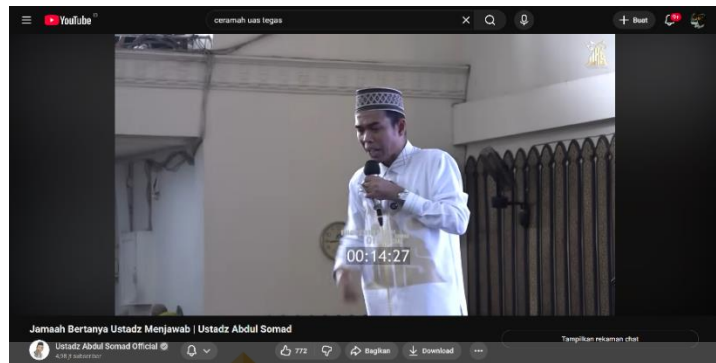 YouTube ID
ceramah uas tegas
Buat
9+
00:14:27
Jamaah Bertanya Ustadz Menjawab | Ustadz Abdul Somad
Tampilkan rekaman chat
Ustadz Abdul Somad Official
772
Bagikan
Download